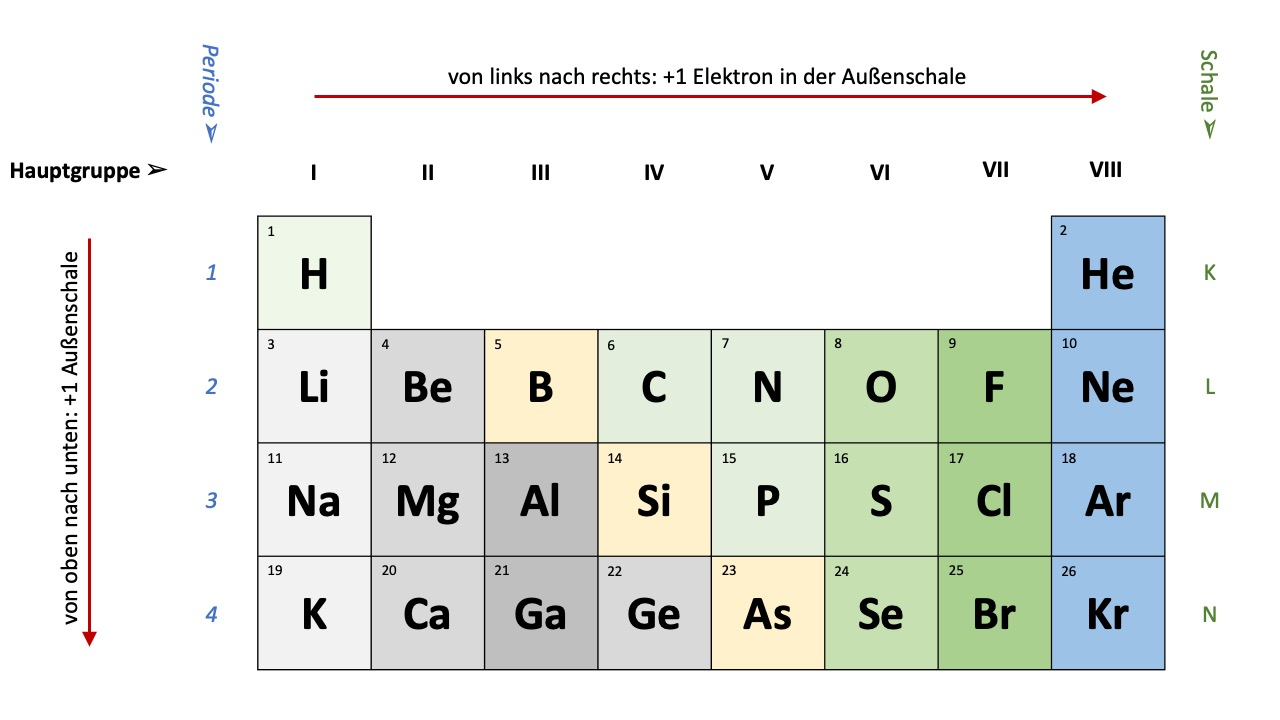 Periode ➢
von links nach rechts: +1 Elektron in der Außenschale
Schale ➢
Hauptgruppe ➢
I II III IV V VI VII VIII
von oben nach unten: +1 Außenschale
1
1
H
2
He
K
2
3
Li
4
Be
5
B
6
C
7
N
8
O
9
F
10
Ne
L
3
11
Na
12
Mg
13
Al
14
Si
15
P
16
S
17
Cl
18
Ar
M
4
19
K
20
Ca
21
Ga
22
Ge
23
As
24
Se
25
Br
26
Kr
N